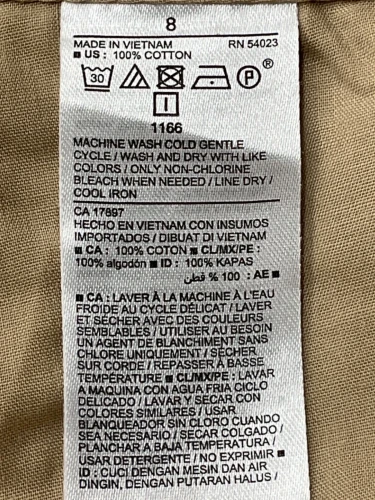 8
MADE IN VIETNAM RN 54023
■ US : 100% COTTON
30 P ®
1166
MACHINE WASH COLD GENTLE
CYCLE / WASH AND DRY WITH LIKE
COLORS / ONLY NON-CHLORINE
BLEACH WHEN NEEDED / LINE DRY /
COOL IRON
CA 17897
HECHO EN VIETNAM CON INSUMOS
IMPORTADOS / DIBUAT DI VIETNAM
■ CA : 100% COTON ■ CL/MX/PE :
100% algodón ■ ID : 100% KAPAS
■ AE : 100 % قطن
■ CA : LAVER À LA MACHINE À L'EAU
FROIDE AU CYCLE DÉLICAT / LAVER
ET SÉCHER AVEC DES COULEURS
SEMBLABLES / UTILISER AU BESOIN
UN AGENT DE BLANCHIMENT SANS
CHLORE UNIQUEMENT / SÉCHER
SUR CORDE / REPASSER À BASSE
TEMPÉRATURE ■ CL/MX/PE : LAVAR
A MAQUINA CON AGUA FRIA CICLO
DELICADO / LAVAR Y SECAR CON
COLORES SIMILARES / USAR
BLANQUEADOR SIN CLORO CUANDO
SEA NECESARIO / SECAR COLGADO /
PLANCHAR A BAJA TEMPERATURA /
USAR DETERGENTE / NO EXPRIMIR ■
ID : CUCI DENGAN MESIN DAN AIR
DINGIN, DENGAN PUTARAN HALUS /